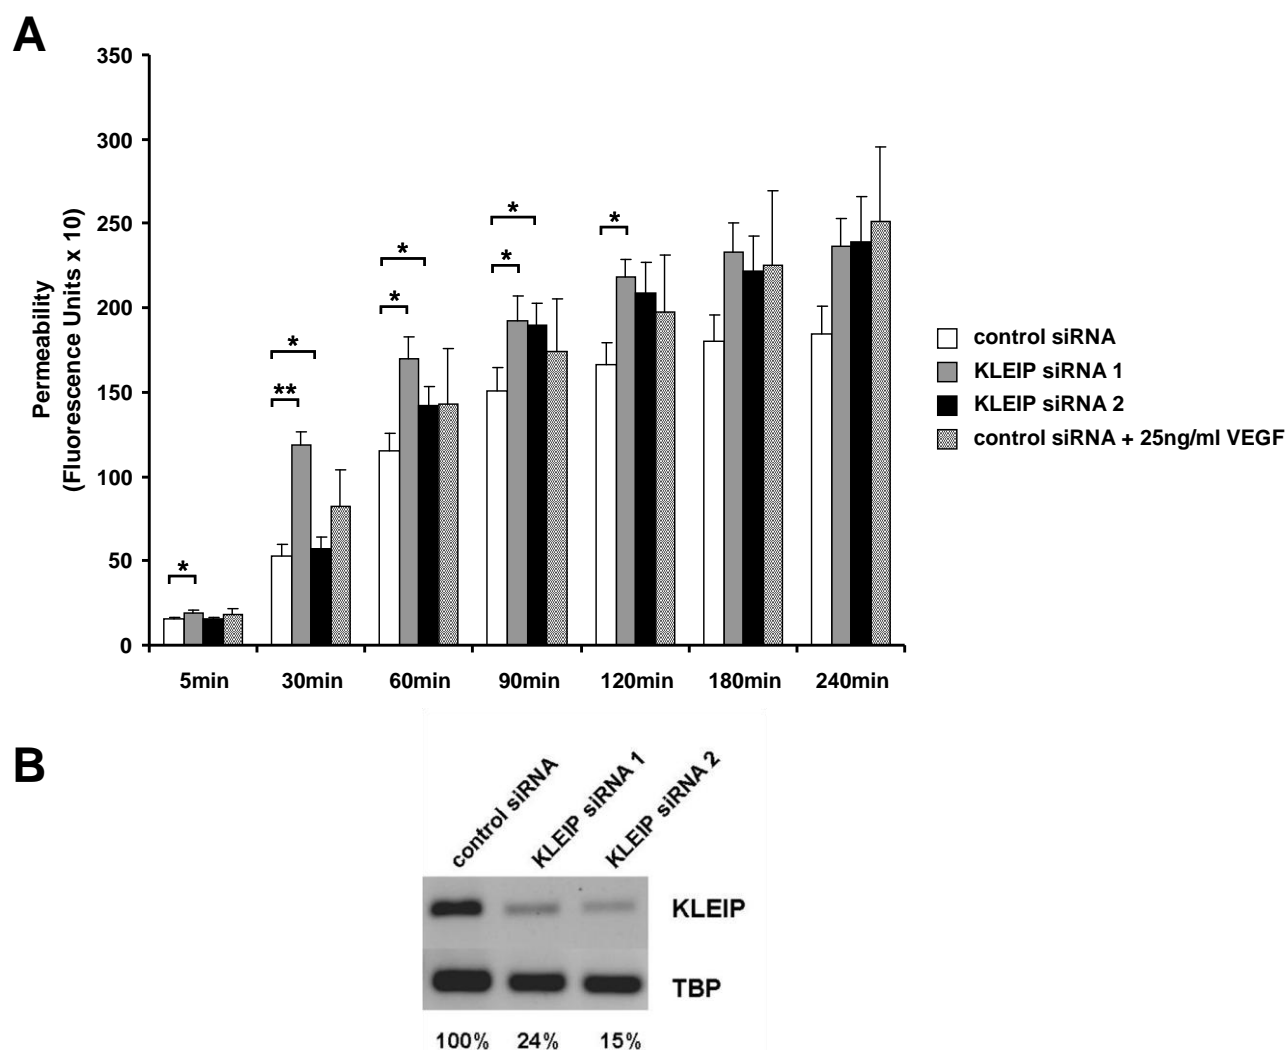 A
350
300
250
200
150
100
50
0
Permeability
(Fluorescence Units x 10)
*
**
*
*
*
*
*
*
5min
30min
60min
90min
120min
180min
240min
control siRNA
KLEIP siRNA 1
KLEIP siRNA 2
control siRNA + 25ng/ml VEGF
B
control siRNA
KLEIP siRNA 1
KLEIP siRNA 2
KLEIP
TBP
100% 24% 15%